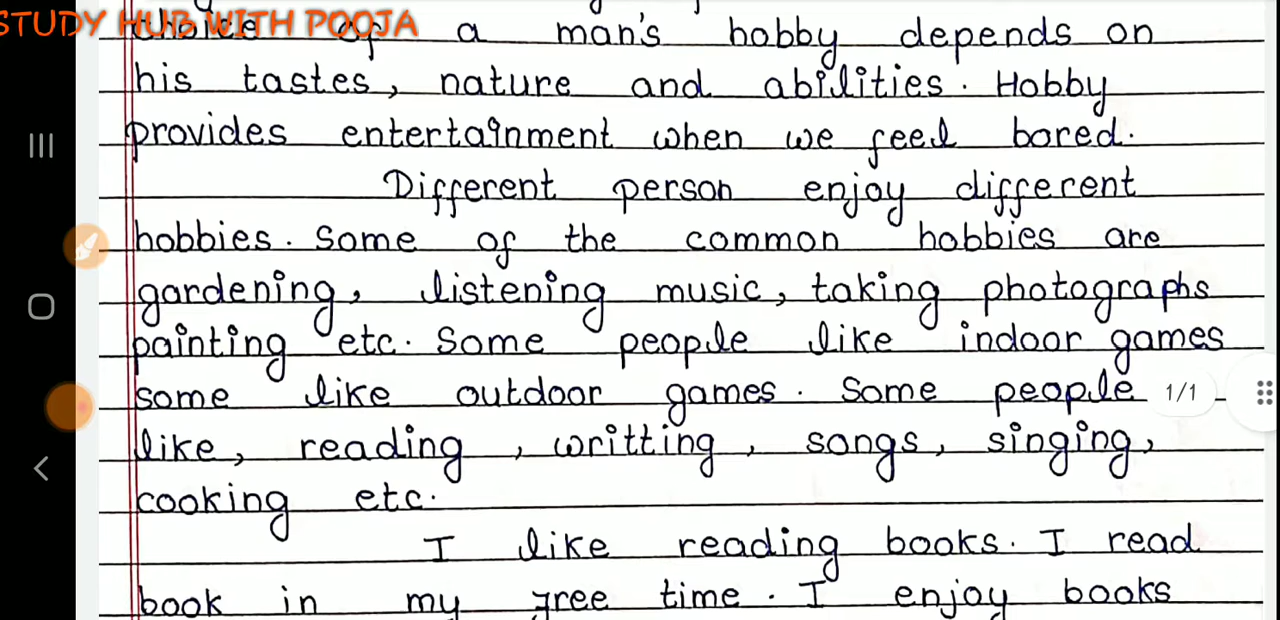 STUDY HUB WITH POOJA
choice of a man's hobby depends on
his tastes, nature and abilities. Hobby
provides entertainment when we feel bored.
Different person enjoy different
hobbies. Some of the common hobbies are
gardening, listening music, taking photographs
painting etc. Some people like indoor games
some like outdoor games. Some people
1/1
like, reading, writting, songs, singing,
cooking etc.
I like reading books. I read
book in my free time. I enjoy books